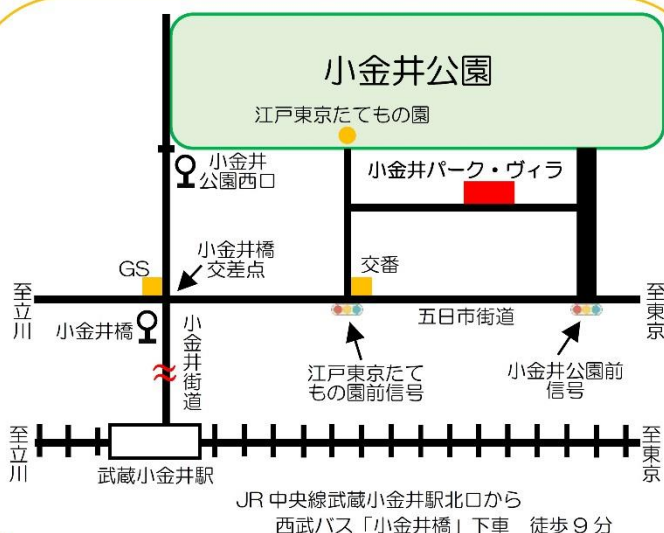 小金井公園
江戸東京たてもの園
小金井
公園西口
小金井パーク・ヴィラ
小金井橋
交差点
GS
交番
至立川
至東京
五日市街道
小金井橋
小金井街道
江戸東京たて
もの園前信号
小金井公園前
信号
至立川
至東京
武蔵小金井駅
JR 中央線武蔵小金井駅北口から
西武バス「小金井橋」下車 徒歩９分